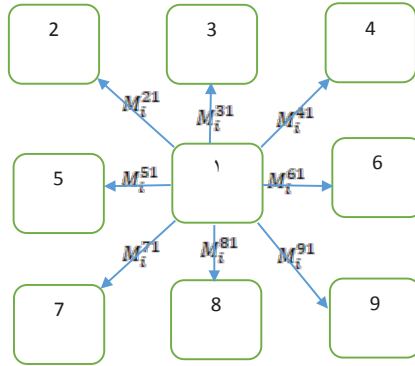 2 3 4
M_i^{21} M_i^{31} M_i^{41}
5 M_i^{51} ١ M_i^{61} 6
M_i^{71} M_i^{81} M_i^{91}
7 8 9